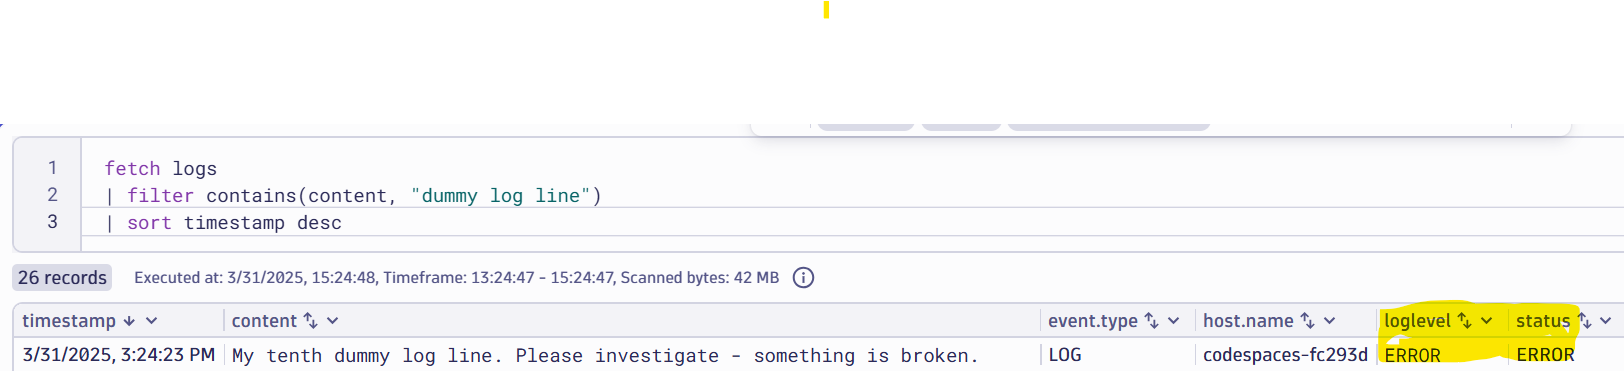 1 fetch logs
2 | filter contains(content, "dummy log line")
3 | sort timestamp desc
26 records Executed at: 3/31/2025, 15:24:48, Timeframe: 13:24:47 - 15:24:47, Scanned bytes: 42 MB
timestamp content event.type host.name loglevel status
3/31/2025, 3:24:23 PM My tenth dummy log line. Please investigate - something is broken. LOG codespaces-fc293d ERROR ERROR